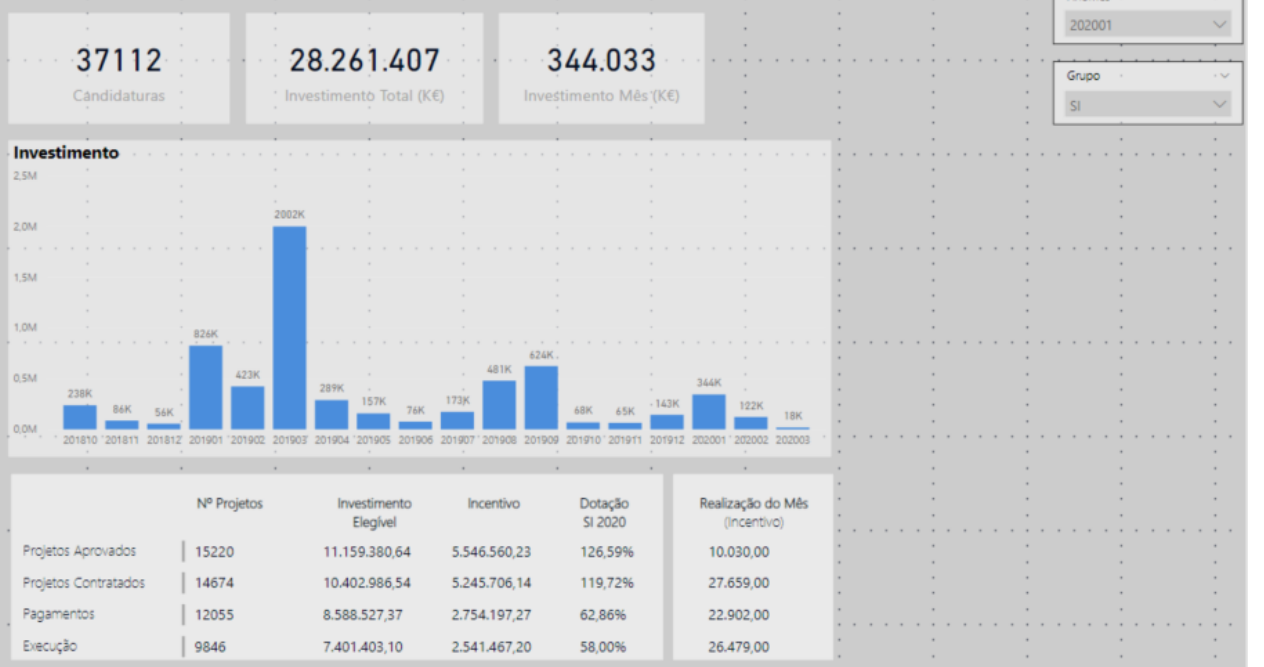 202001
Grupo
SI
37112
Candidaturas
28.261.407
Investimento Total (K€)
344.033
Investimento Mês (K€)
Investimento
2,5M
2,0M
1,5M
1,0M
0,5M
0,0M
238K
86K
56K
826K
423K
2002K
289K
157K
76K
173K
481K
624K
68K
65K
143K
344K
122K
18K
201810 201811 201812 201901 201902 201903 201904 201905 201906 201907 201908 201909 201910 201911 201912 202001 202002 202003
Nº Projetos Investimento Elegível Incentivo Dotação SI 2020 Realização do Mês (Incentivo)
Projetos Aprovados 15220 11.159.380,64 5.546.560,23 126,59% 10.030,00
Projetos Contratados 14674 10.402.986,54 5.245.706,14 119,72% 27.659,00
Pagamentos 12055 8.588.527,37 2.754.197,27 62,86% 22.902,00
Execução 9846 7.401.403,10 2.541.467,20 58,00% 26.479,00